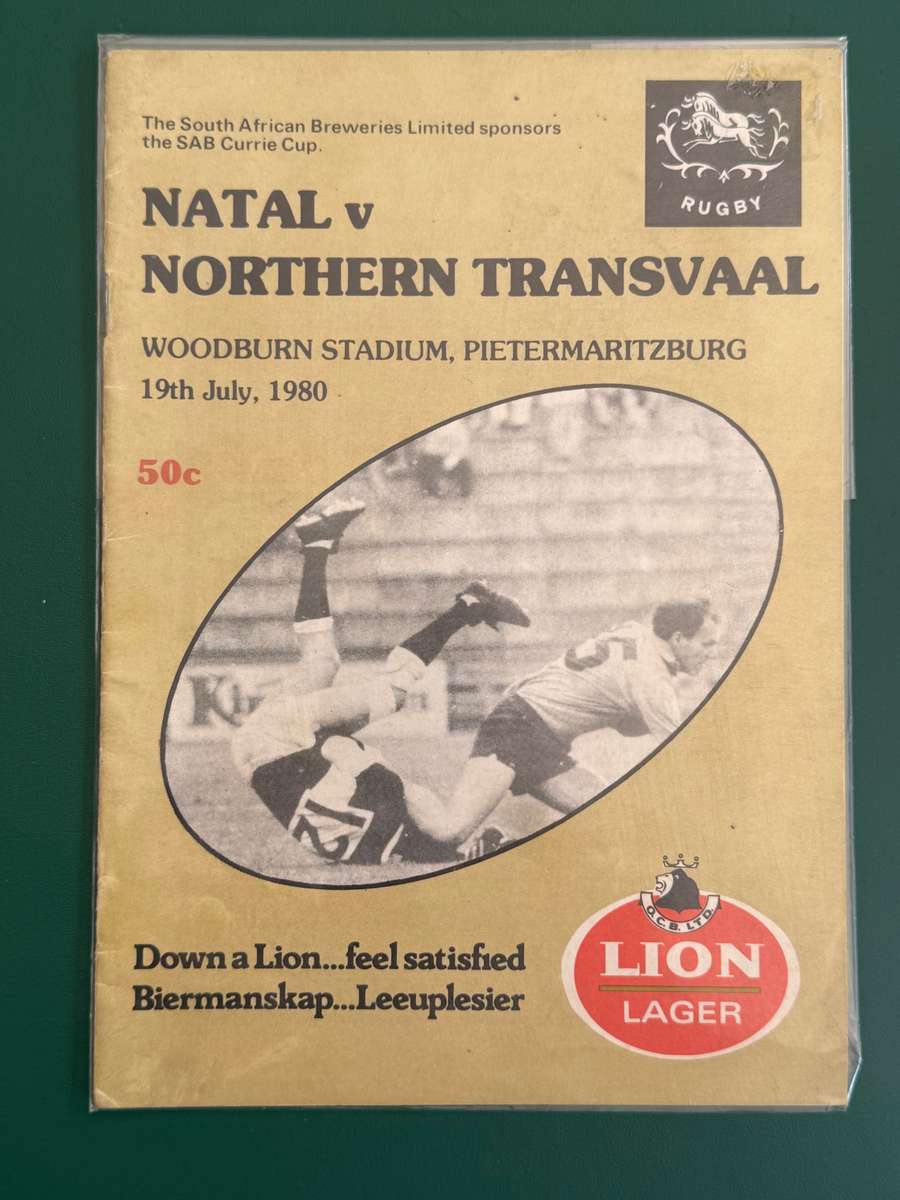 The South African Breweries Limited sponsors
the SAB Currie Cup.
RUGBY
NATAL v
NORTHERN TRANSVAAL
WOODBURN STADIUM, PIETERMARITZBURG
19th July, 1980
50c
12
O.C.B. LTD.
Down a Lion...feel satisfied
Biermanskap...Leeuplesier
LION
LAGER